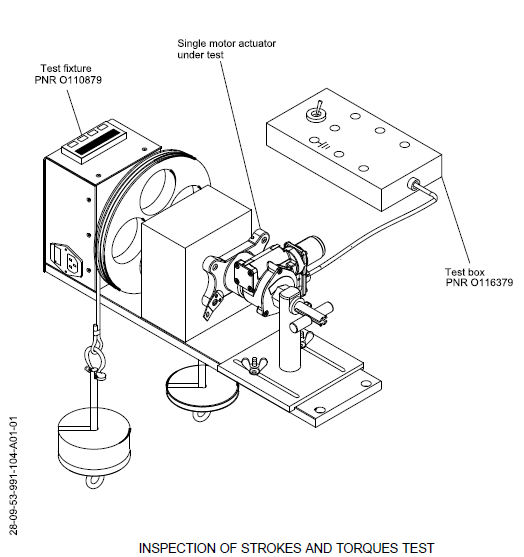 Single motor actuator
under test
Test fixture
PNR O110879
Test box
PNR O116379
28-09-53-991-104-A01-01
INSPECTION OF STROKES AND TORQUES TEST